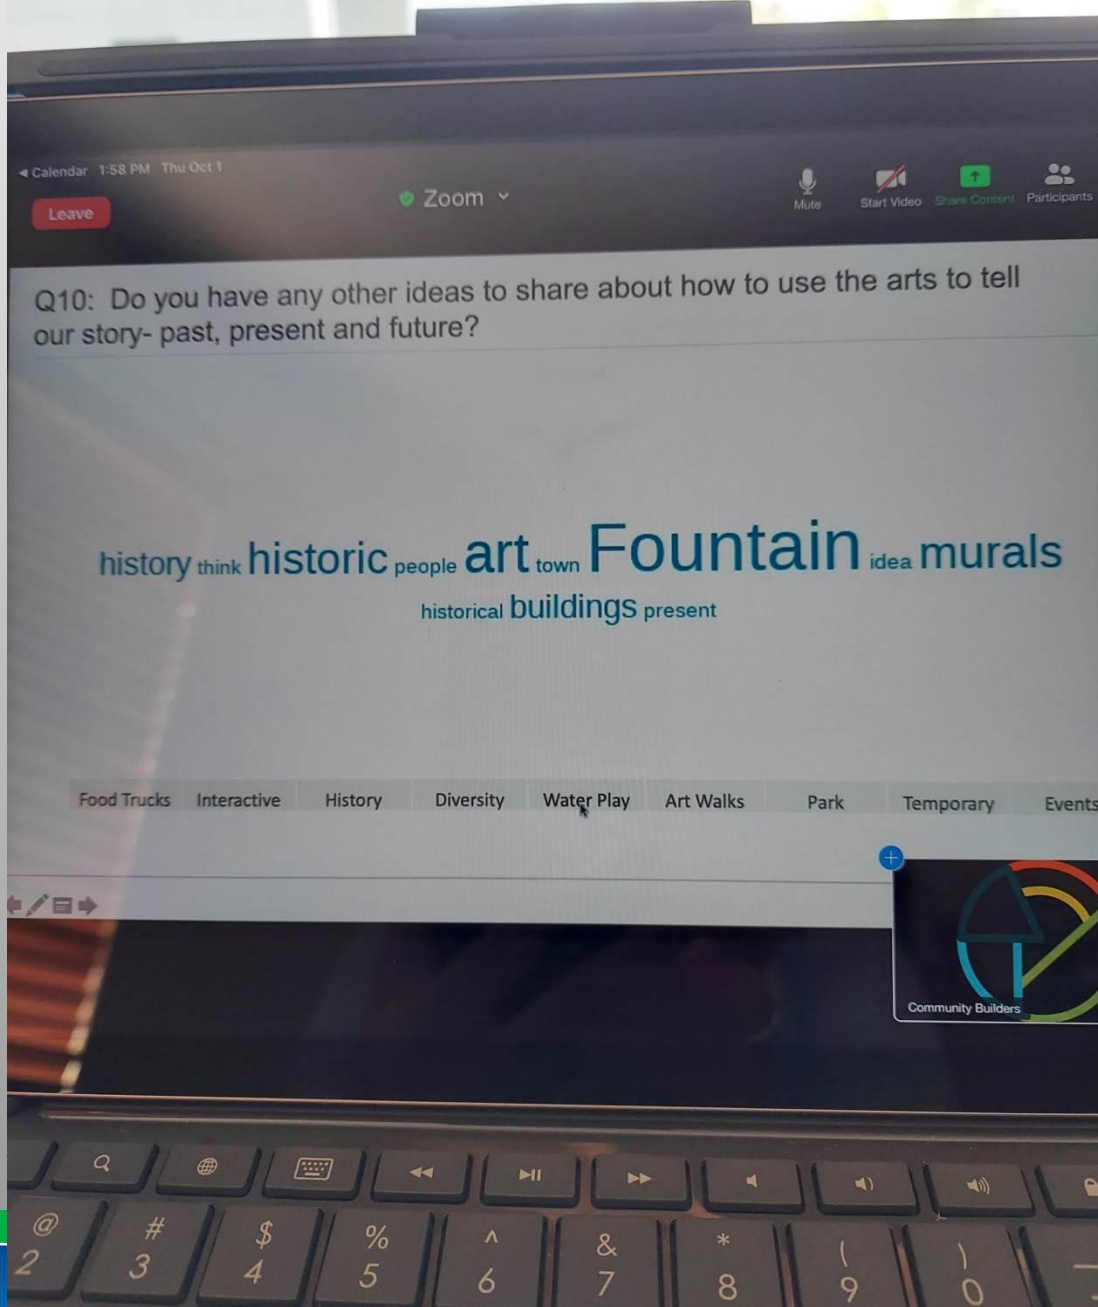 ◄ Calendar 1:58 PM Thu Oct 1
Leave
Zoom
Mute
Start Video
Share Content
Participants
Q10: Do you have any other ideas to share about how to use the arts to tell
our story- past, present and future?
history think historic people art town Fountain idea murals
historical buildings present
Food Trucks Interactive History Diversity Water Play Art Walks Park Temporary Events
Community Builders
@ # $ % ^ & * ( )
2 3 4 5 6 7 8 9 0